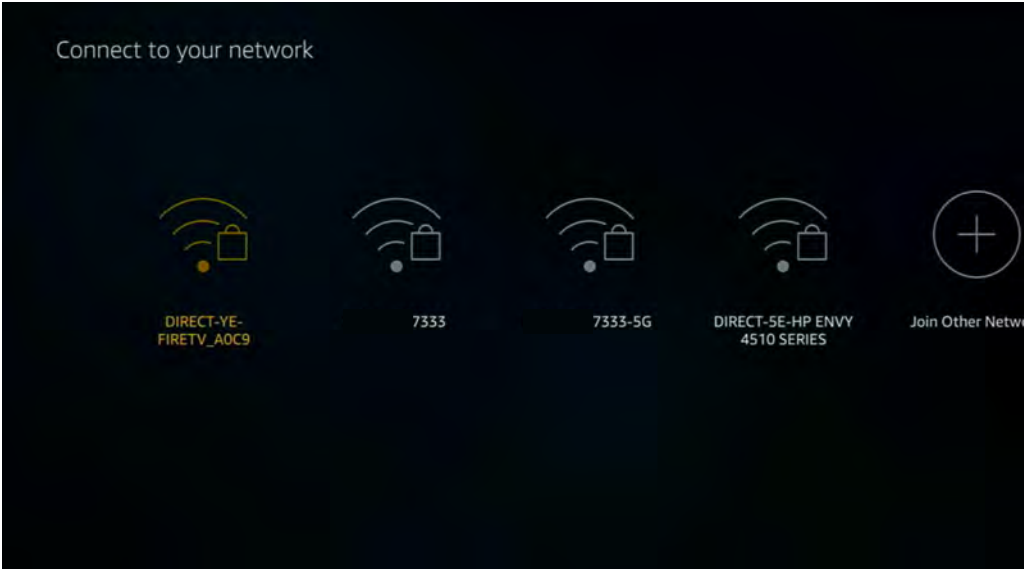 Connect to your network
DIRECT-YE-
FIRETV_A0C9
7333
7333-5G
DIRECT-5E-HP ENVY
4510 SERIES
Join Other Netw